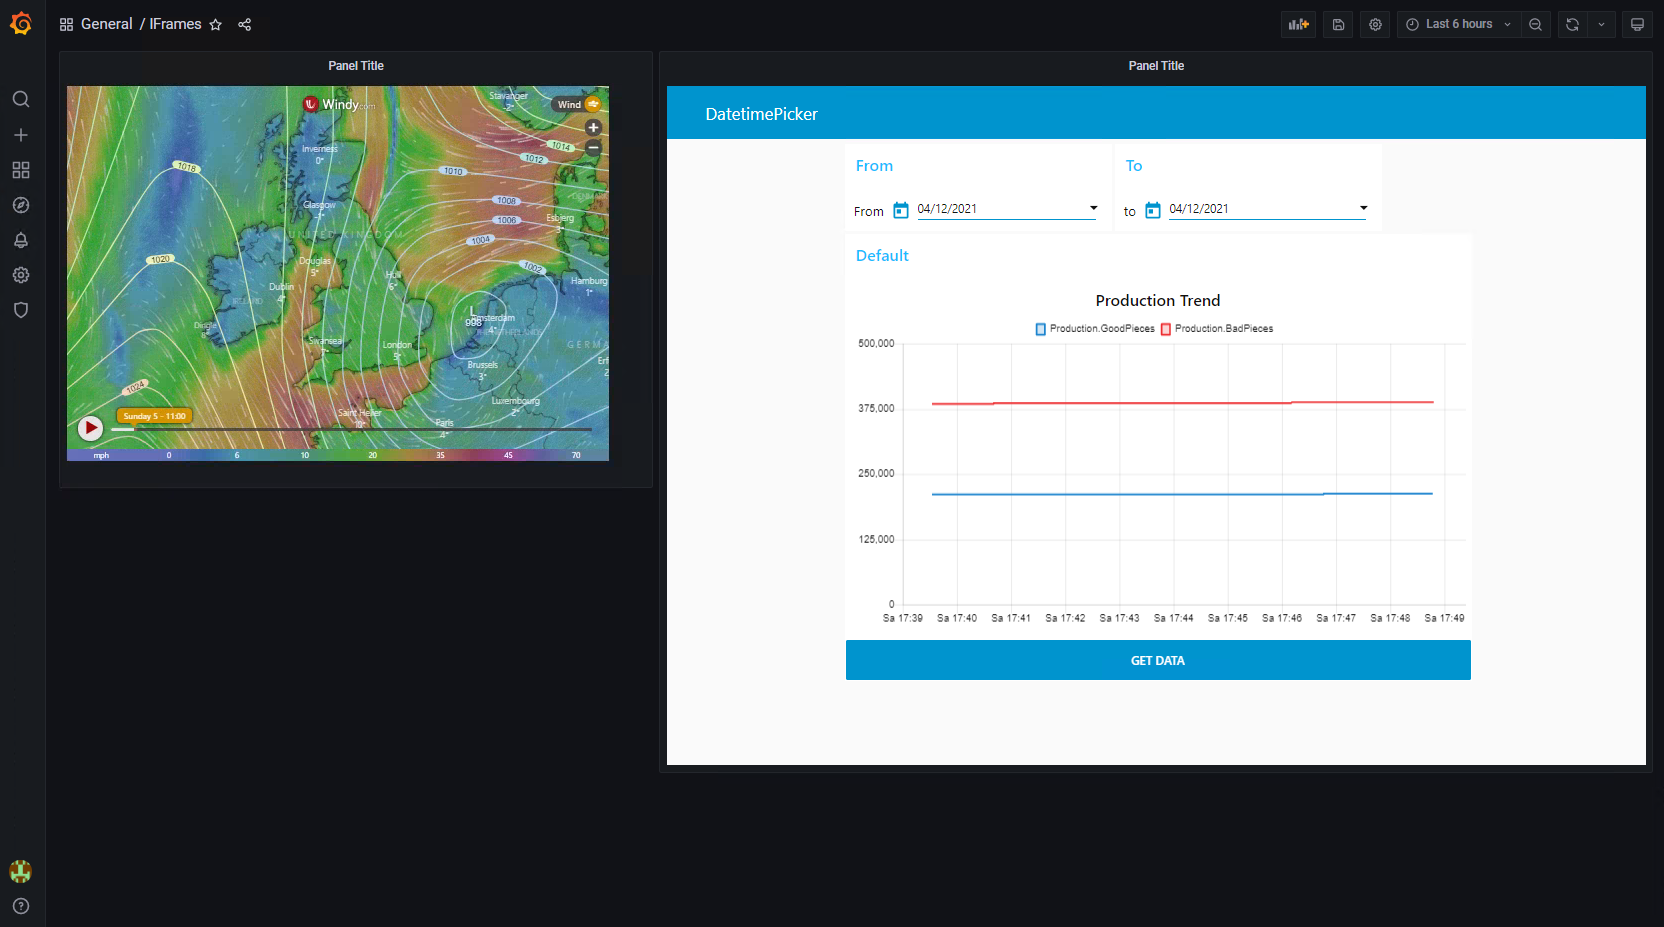 General / IFrames
Last 6 hours
Panel Title
Windy.com
Wind
Stavanger
-2°
1014
1012
Inverness
0°
1018
1010
Glasgow
-1°
1008
1006
Esbjerg
3°
UNITED KINGDOM
1004
1020
Douglas
5°
1002
Hull
6°
Hamburg
1°
Dublin
4°
IRELAND
L
998
Amsterdam
4°
Dingle
8°
Swansea
London
5°
GERMA
Brussels
3°
Erf
2
1024
Luxembourg
2°
Sunday 5 - 11:00
Saint Helier
10°
Paris
4°
mph 0 6 10 20 35 45 70
Panel Title
DatetimePicker
From
To
From 04/12/2021
to 04/12/2021
Default
Production Trend
Production.GoodPieces Production.BadPieces
500,000
375,000
250,000
125,000
0
Sa 17:39 Sa 17:40 Sa 17:41 Sa 17:42 Sa 17:43 Sa 17:44 Sa 17:45 Sa 17:46 Sa 17:47 Sa 17:48 Sa 17:49
GET DATA